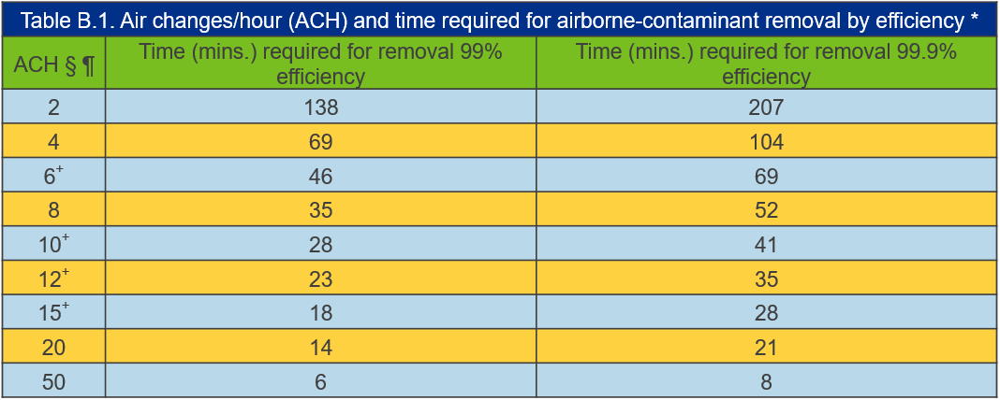 Table B.1. Air changes/hour (ACH) and time required for airborne-contaminant removal by efficiency *
ACH § ¶ Time (mins.) required for removal 99% efficiency Time (mins.) required for removal 99.9% efficiency
2 138 207
4 69 104
6+ 46 69
8 35 52
10+ 28 41
12+ 23 35
15+ 18 28
20 14 21
50 6 8